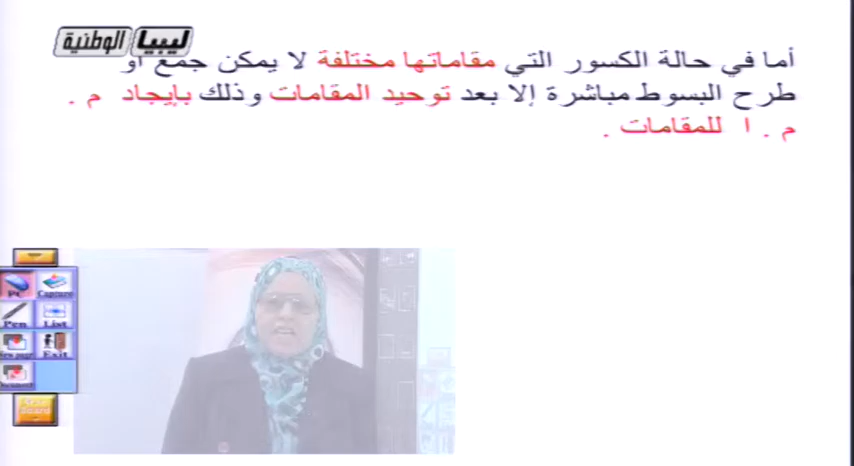 ليبيا الوطنية
أما في حالة الكسور التي مقاماتها مختلفة لا يمكن جمع أو
طرح البسوط مباشرة إلا بعد توحيد المقامات وذلك بإيجاد م .
م . ا للمقامات .
PC Capture
Pen List
Exit